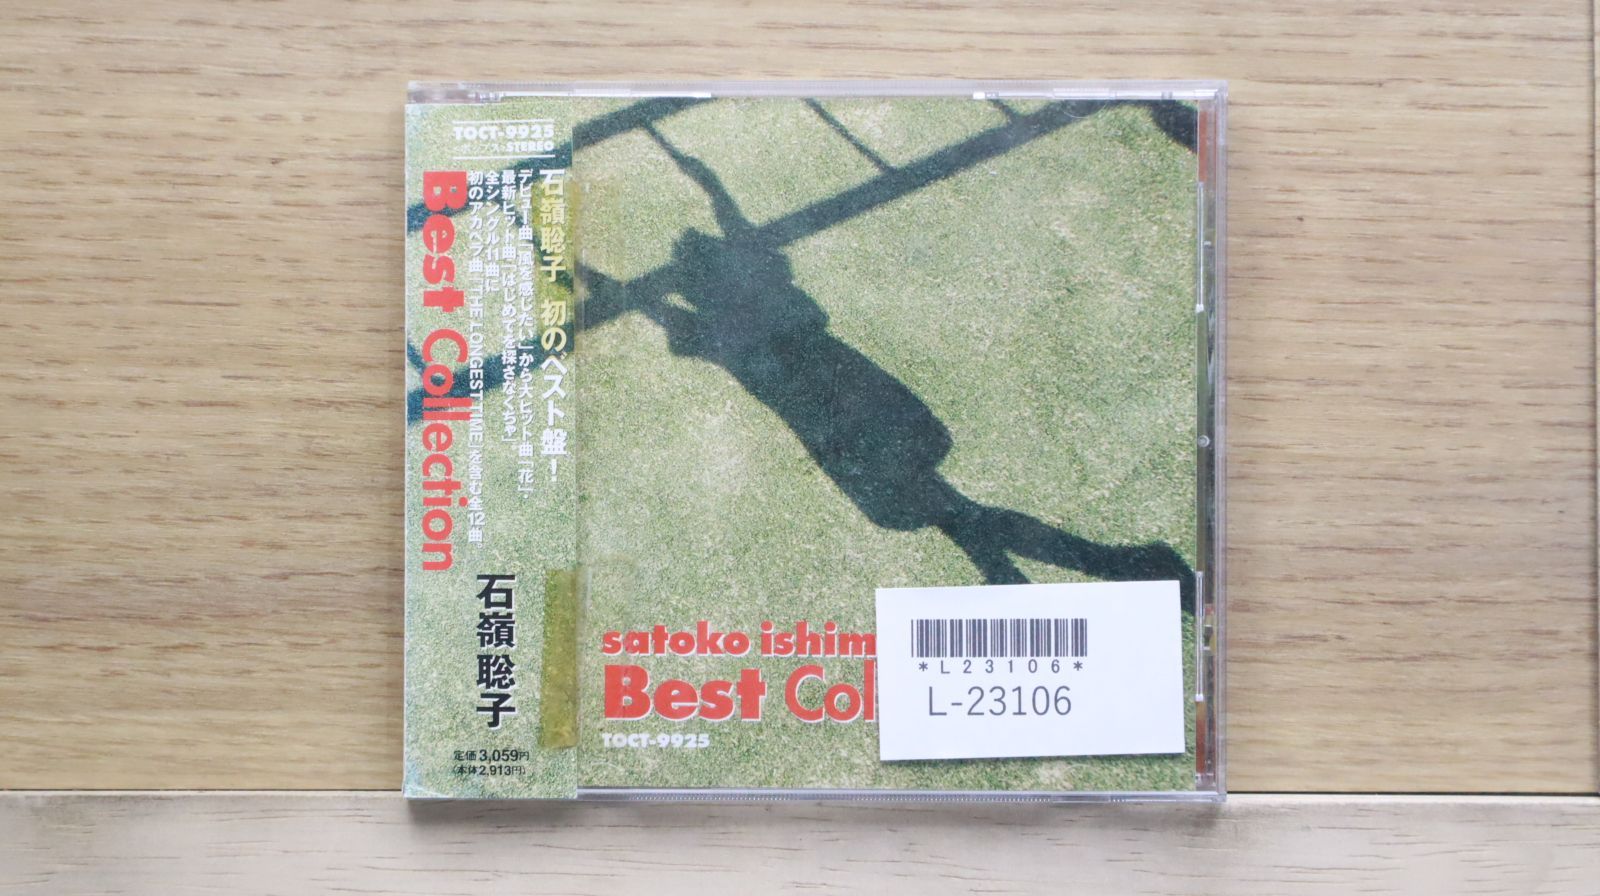 TOCT-9925
<ポップス>STEREO
石嶺聡子 初のベスト盤!
デビュー曲「風を感じたい」から大ヒット曲「花」、
最新ヒット曲「はじめてを探さなくちゃ」
全シングル11曲に
初のアカペラ曲「THE LONGEST TIME」を含む全12曲。
Best Collection
石嶺聡子
定価3,059円
(本体2,913円)
satoko ishim
Best Col
TOCT-9925
*L23106*
L-23106